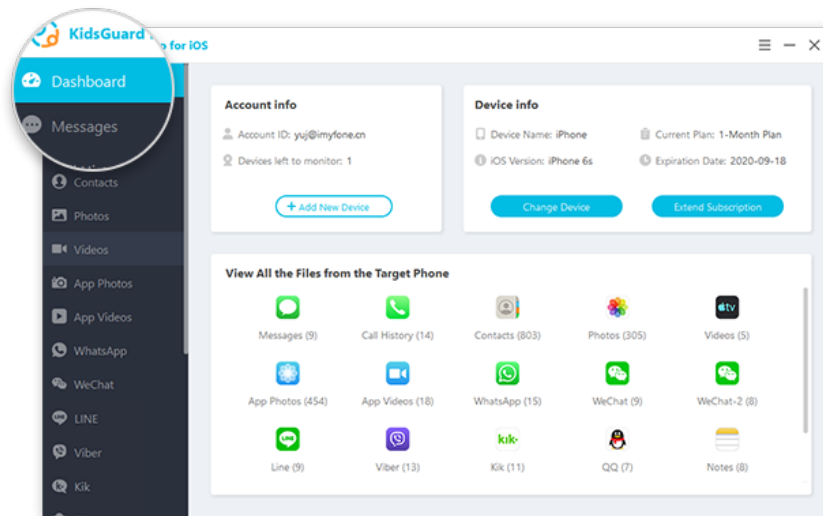 KidsGuard
o for iOS
Dashboard
Messages
Contacts
Photos
Videos
App Photos
App Videos
WhatsApp
WeChat
LINE
Viber
Kik
Account info
Account ID: yuj@imyfone.cn
Devices left to monitor: 1
+ Add New Device
Device info
Device Name: iPhone
Current Plan: 1-Month Plan
iOS Version: iPhone 6s
Expiration Date: 2020-09-18
Change Device
Extend Subscription
View All the Files from the Target Phone
tv
Messages (9)
Call History (14)
Contacts (803)
Photos (305)
Videos (5)
App Photos (454)
App Videos (18)
WhatsApp (15)
WeChat (9)
WeChat-2 (8)
LINE
kik
Line (9)
Viber (13)
Kik (11)
QQ (7)
Notes (8)